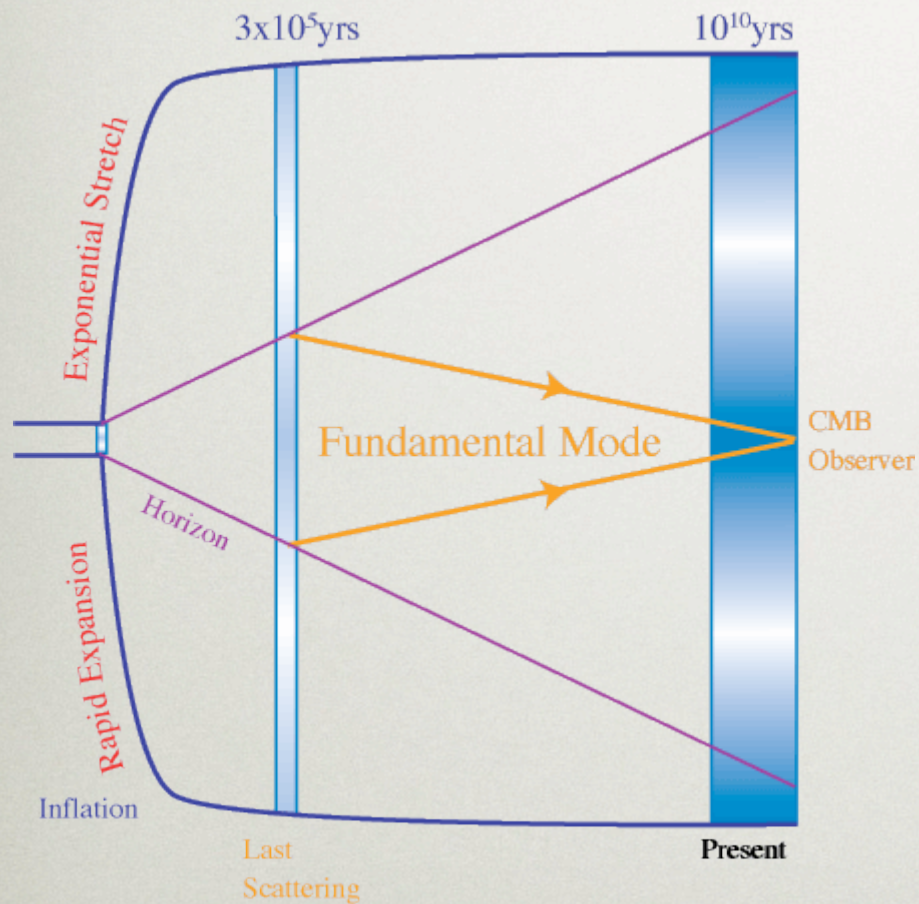 3x10⁵yrs
10¹⁰yrs
Exponential Stretch
Fundamental Mode
CMB
Observer
Horizon
Rapid Expansion
Inflation
Last
Scattering
Present